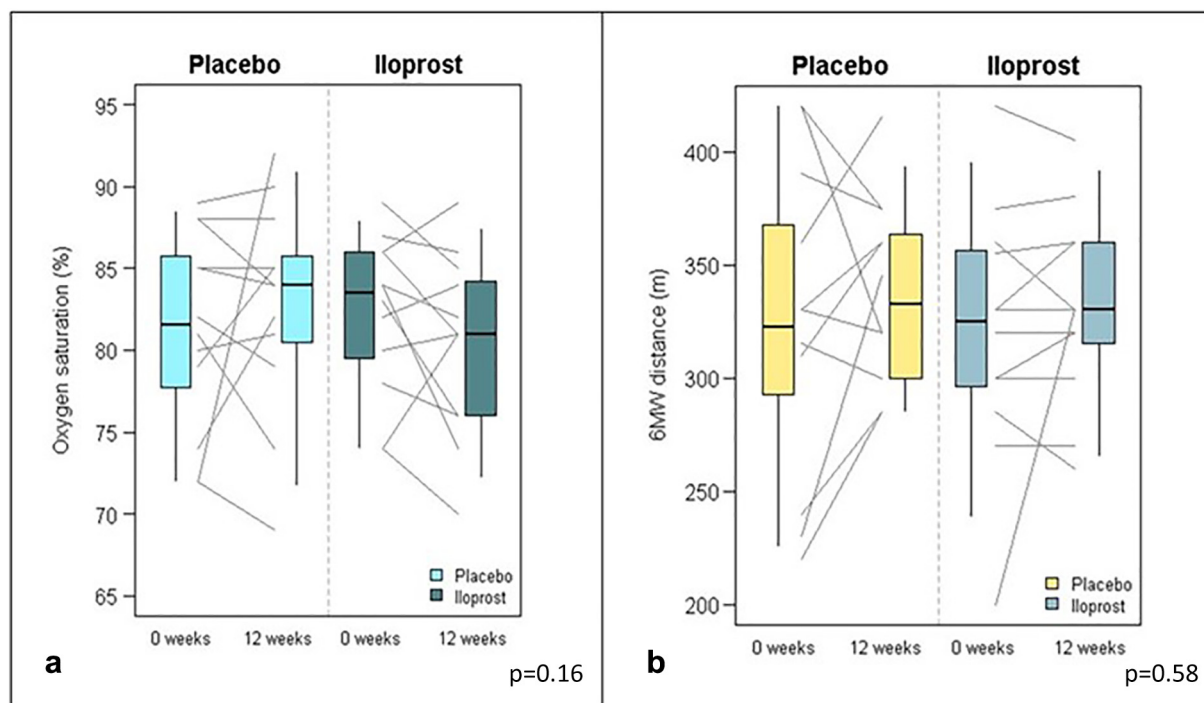 Placebo Iloprost
Oxygen saturation (%)
95
90
85
80
75
70
65
Placebo
Iloprost
0 weeks 12 weeks 0 weeks 12 weeks
a
p=0.16
Placebo Iloprost
6MW distance (m)
400
350
300
250
200
Placebo
Iloprost
0 weeks 12 weeks 0 weeks 12 weeks
b
p=0.58